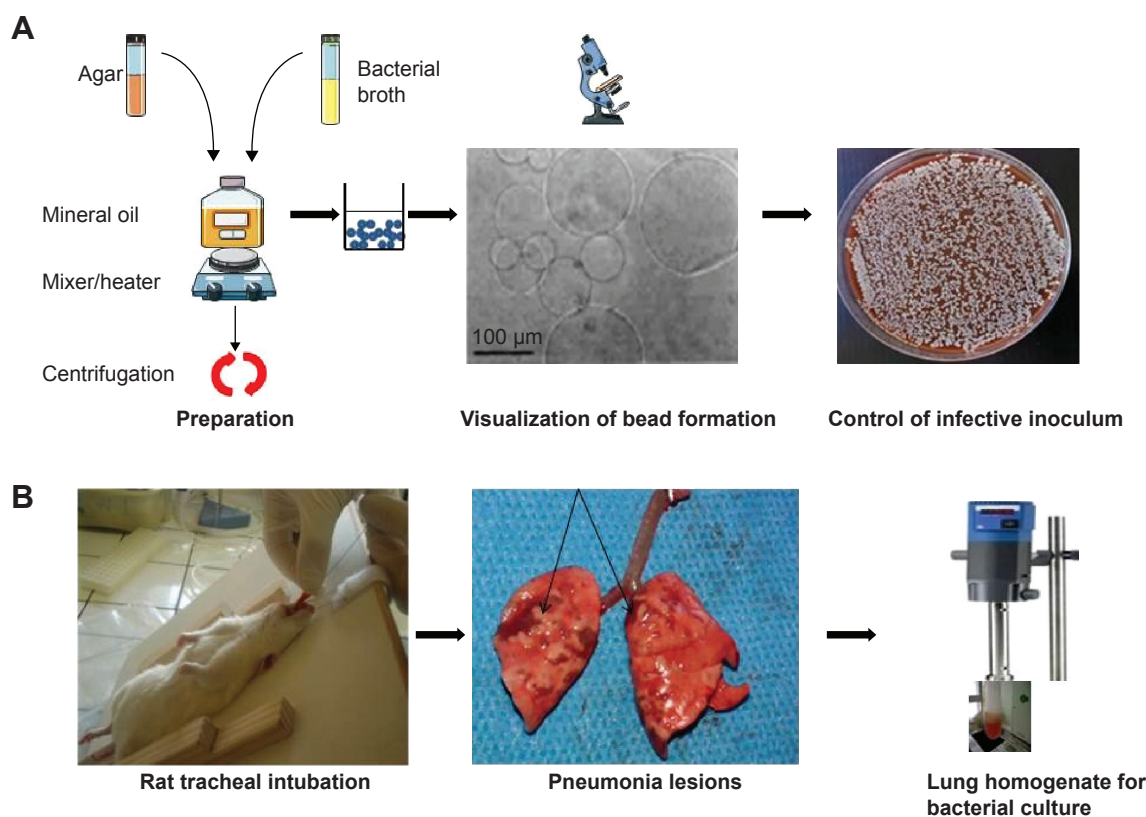 A
Agar
Bacterial
broth
Mineral oil
Mixer/heater
Centrifugation
100 µm
Preparation
Visualization of bead formation
Control of infective inoculum
B
Rat tracheal intubation
Pneumonia lesions
Lung homogenate for
bacterial culture